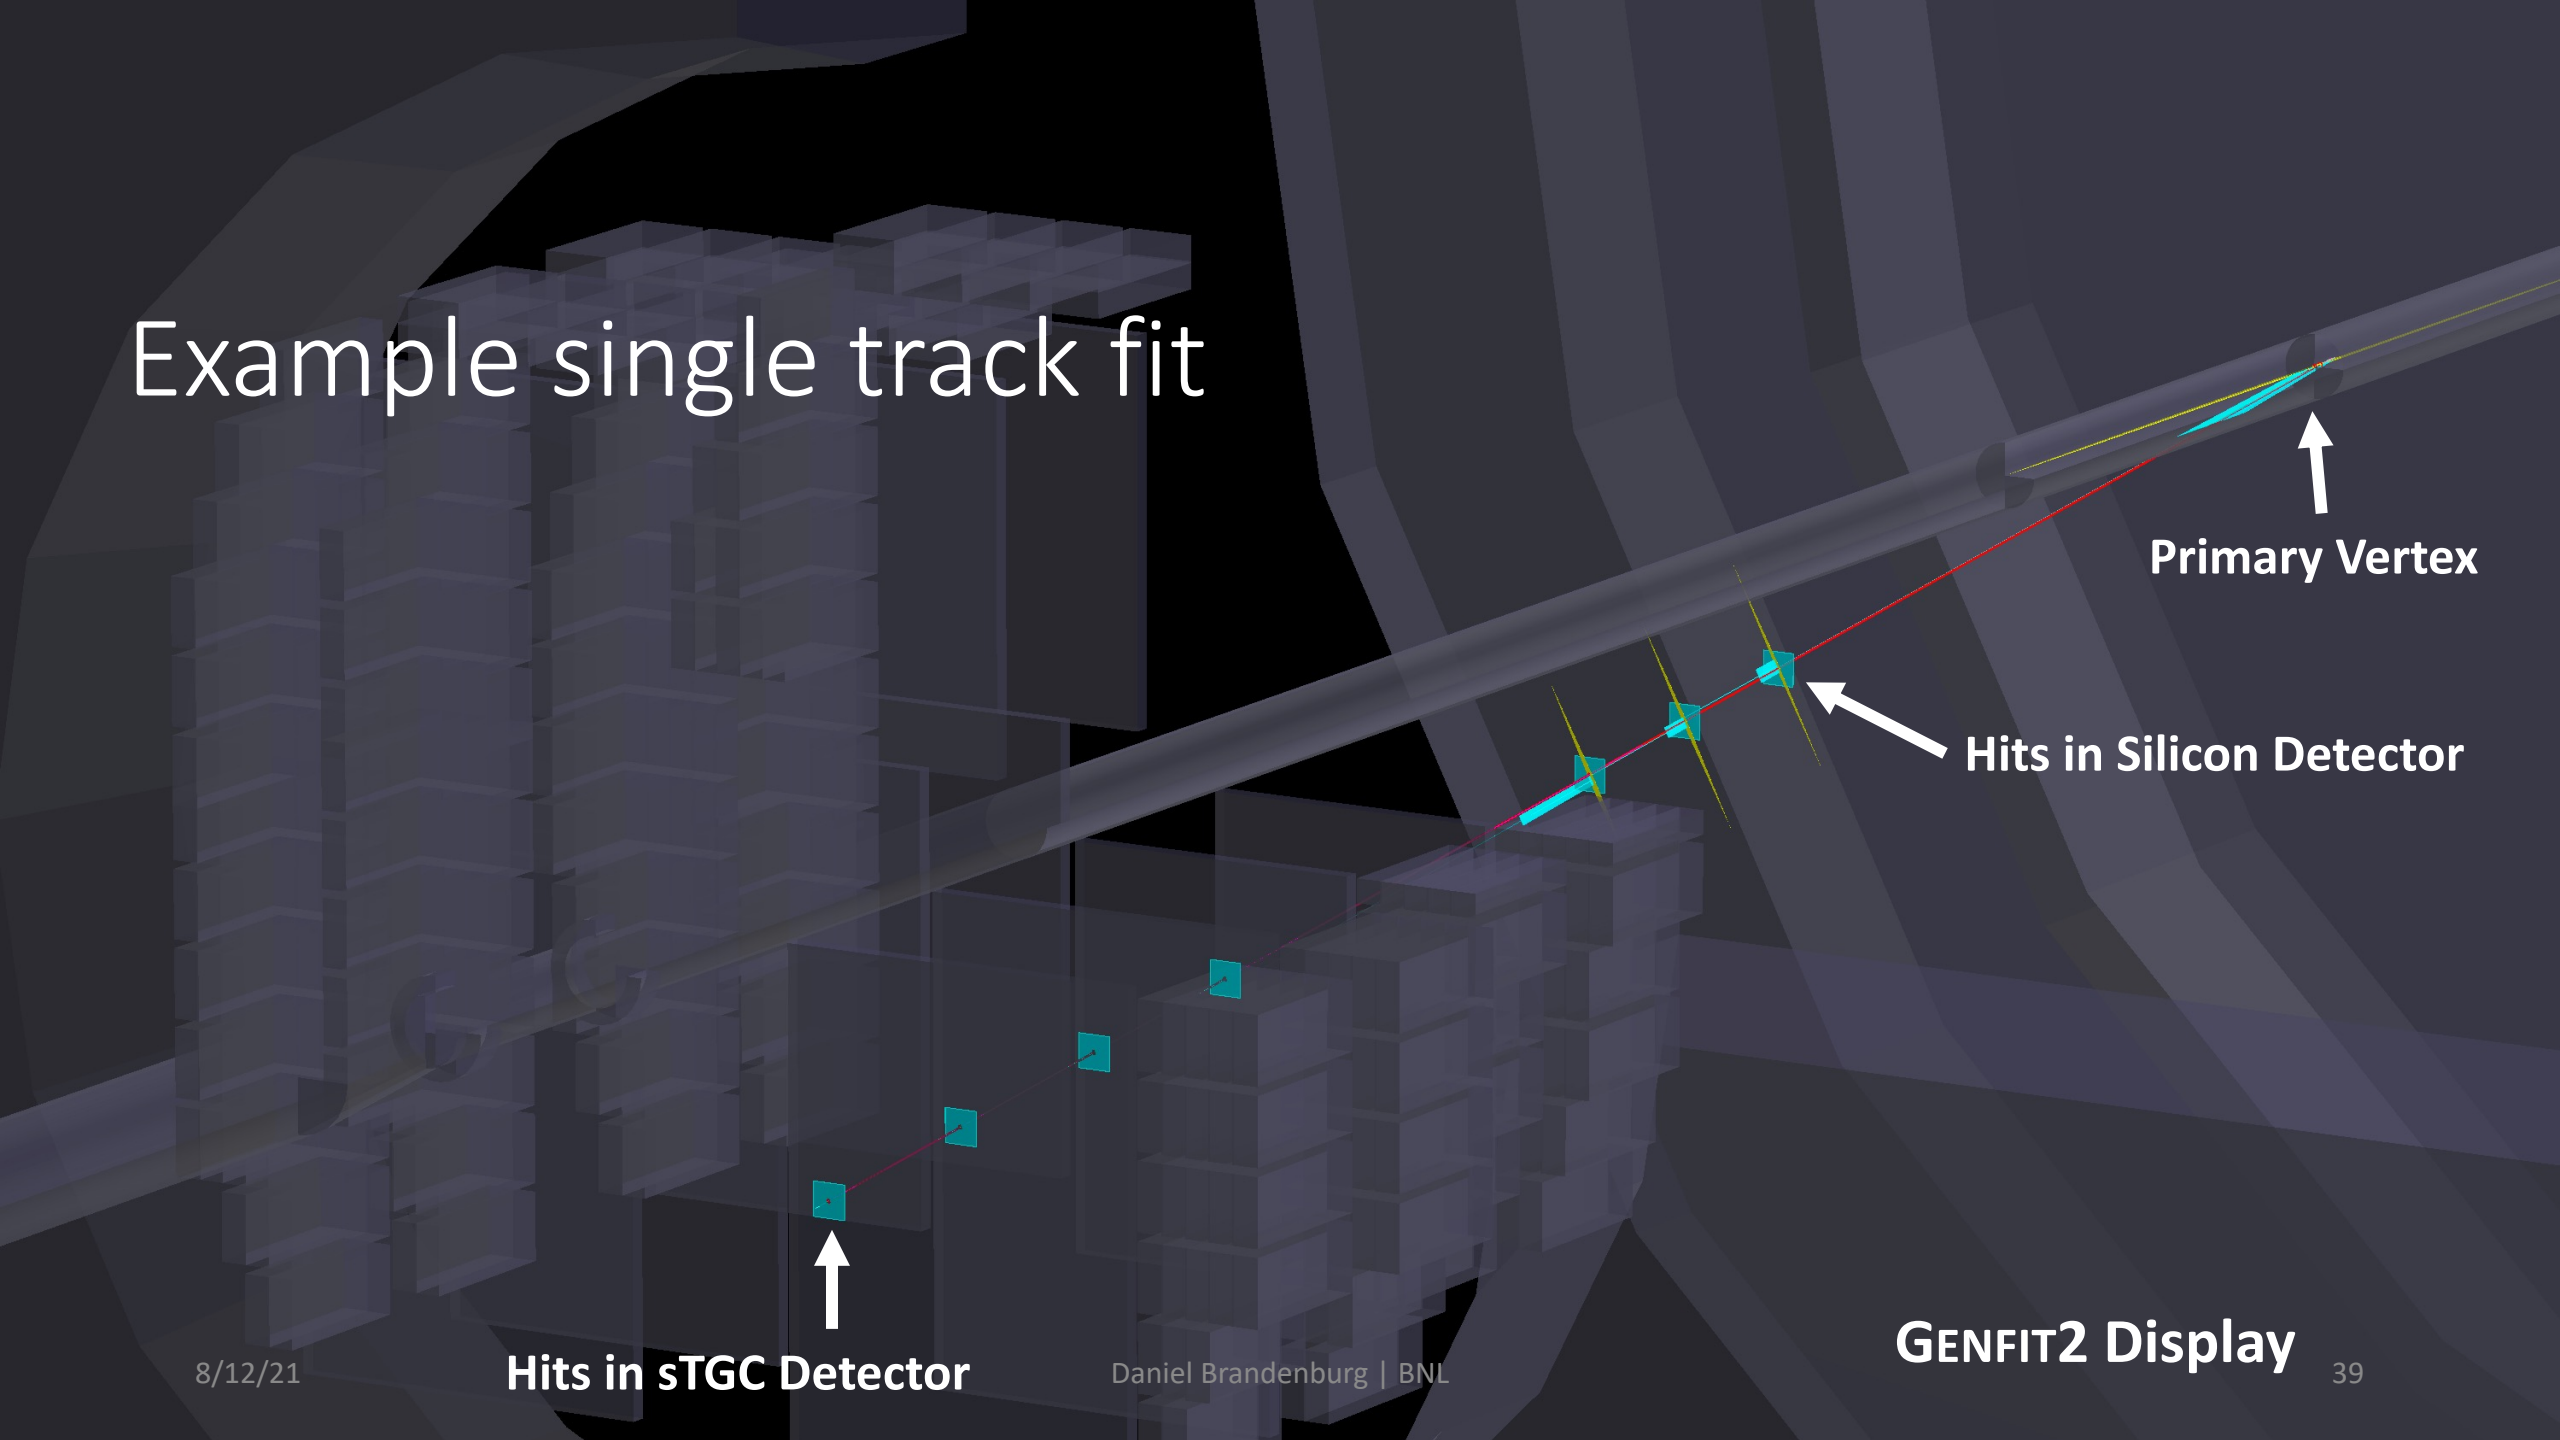 Example single track fit
Primary Vertex
Hits in Silicon Detector
GENFIT2 Display
Hits in sTGC Detector
8/12/21
Daniel Brandenburg | BNL
39